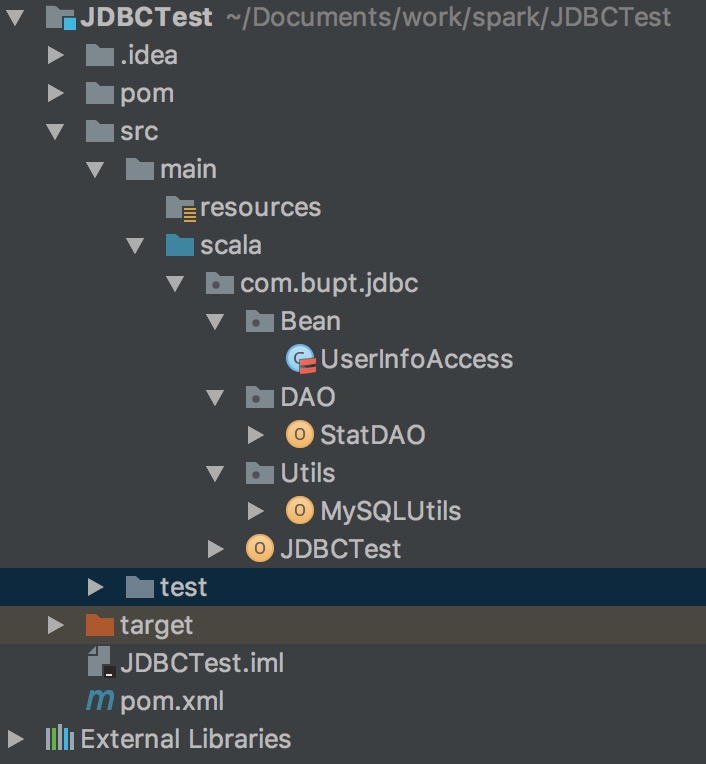 JDBCTest ~/Documents/work/spark/JDBCTest
.idea
pom
src
main
resources
scala
com.bupt.jdbc
Bean
C UserInfoAccess
DAO
O StatDAO
Utils
O MySQLUtils
O JDBCTest
test
target
JDBCTest.iml
m pom.xml
External Libraries